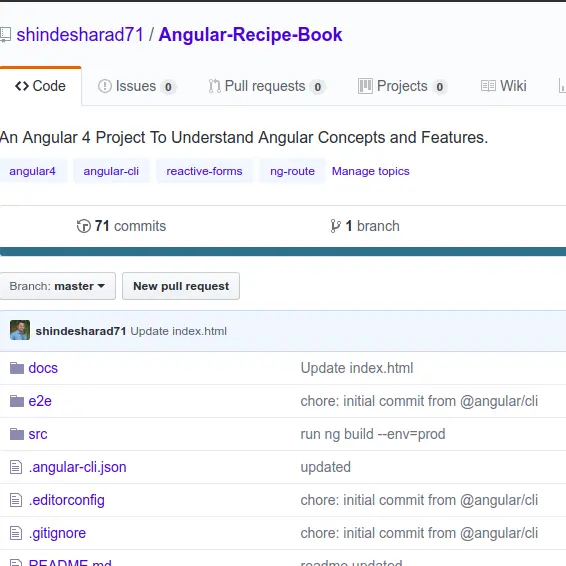 shindesharad71 / Angular-Recipe-Book
Code Issues 0 Pull requests 0 Projects 0 Wiki
An Angular 4 Project To Understand Angular Concepts and Features.
angular4 angular-cli reactive-forms ng-route Manage topics
71 commits 1 branch
Branch: master New pull request
shindesharad71 Update index.html
docs Update index.html
e2e chore: initial commit from @angular/cli
src run ng build --env=prod
.angular-cli.json updated
.editorconfig chore: initial commit from @angular/cli
.gitignore chore: initial commit from @angular/cli
README.md readme updated